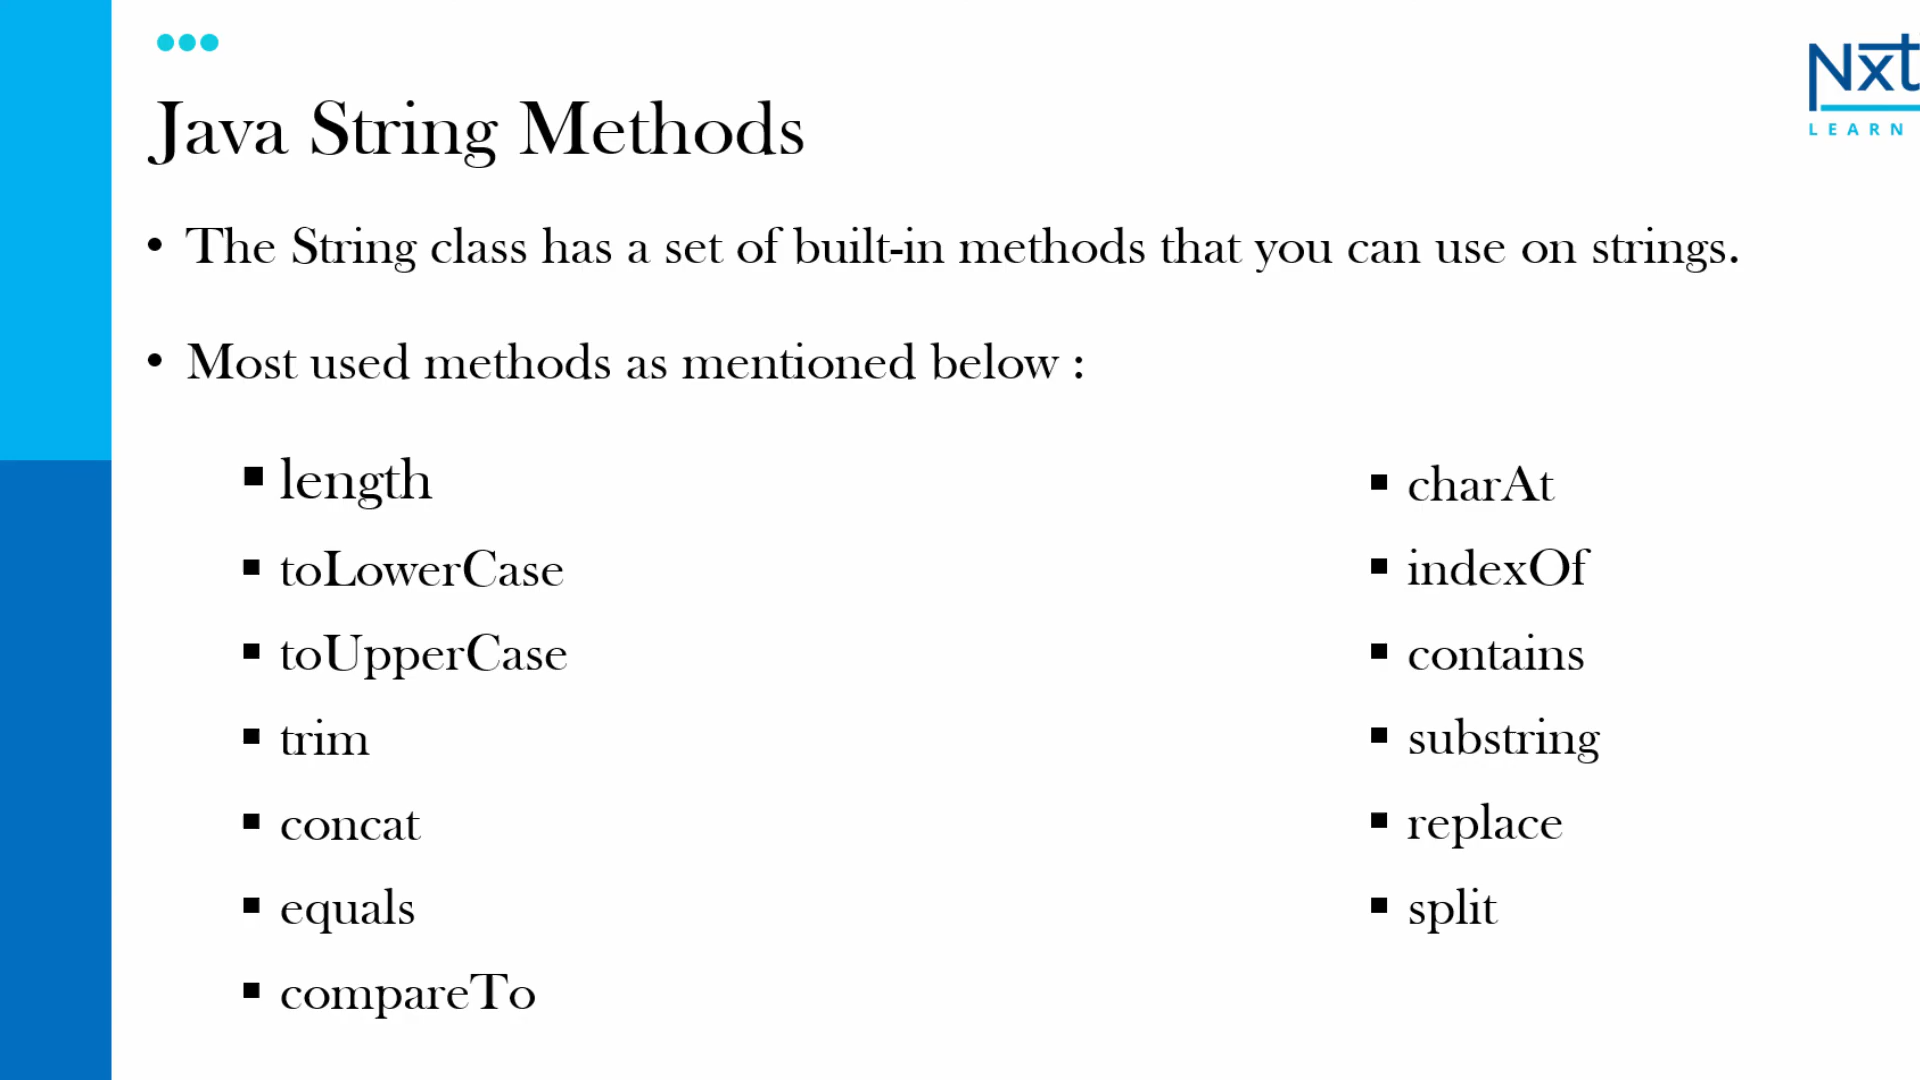 Nxt
LEARN
Java String Methods
• The String class has a set of built-in methods that you can use on strings.
• Most used methods as mentioned below :
▪ length
▪ toLowerCase
▪ toUpperCase
▪ trim
▪ concat
▪ equals
▪ compareTo
▪ charAt
▪ indexOf
▪ contains
▪ substring
▪ replace
▪ split